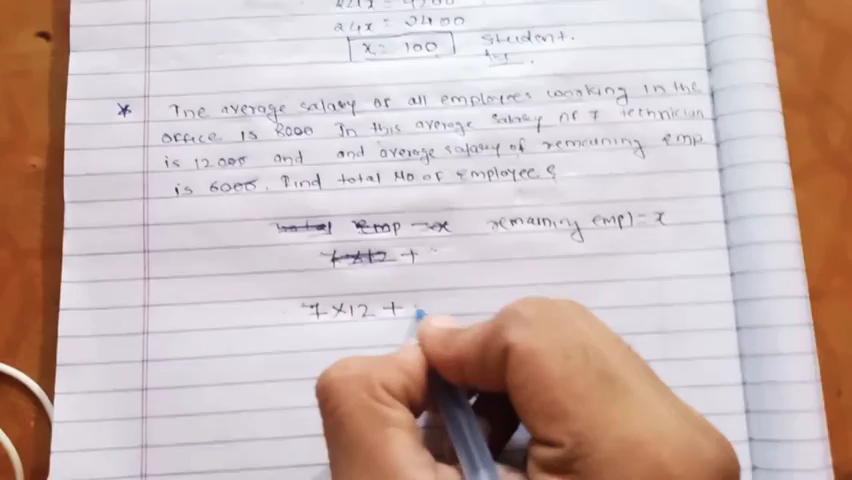 24x = 2400
x = 100 student.
* The average salary of all employees working in the
office is 8000 In this average salary of 7 technician
is 12000 and and average salary of remaining emp
is 6000. Find total No of employees
total emp = x remaining emp) = x
7x12 +
7x12 +